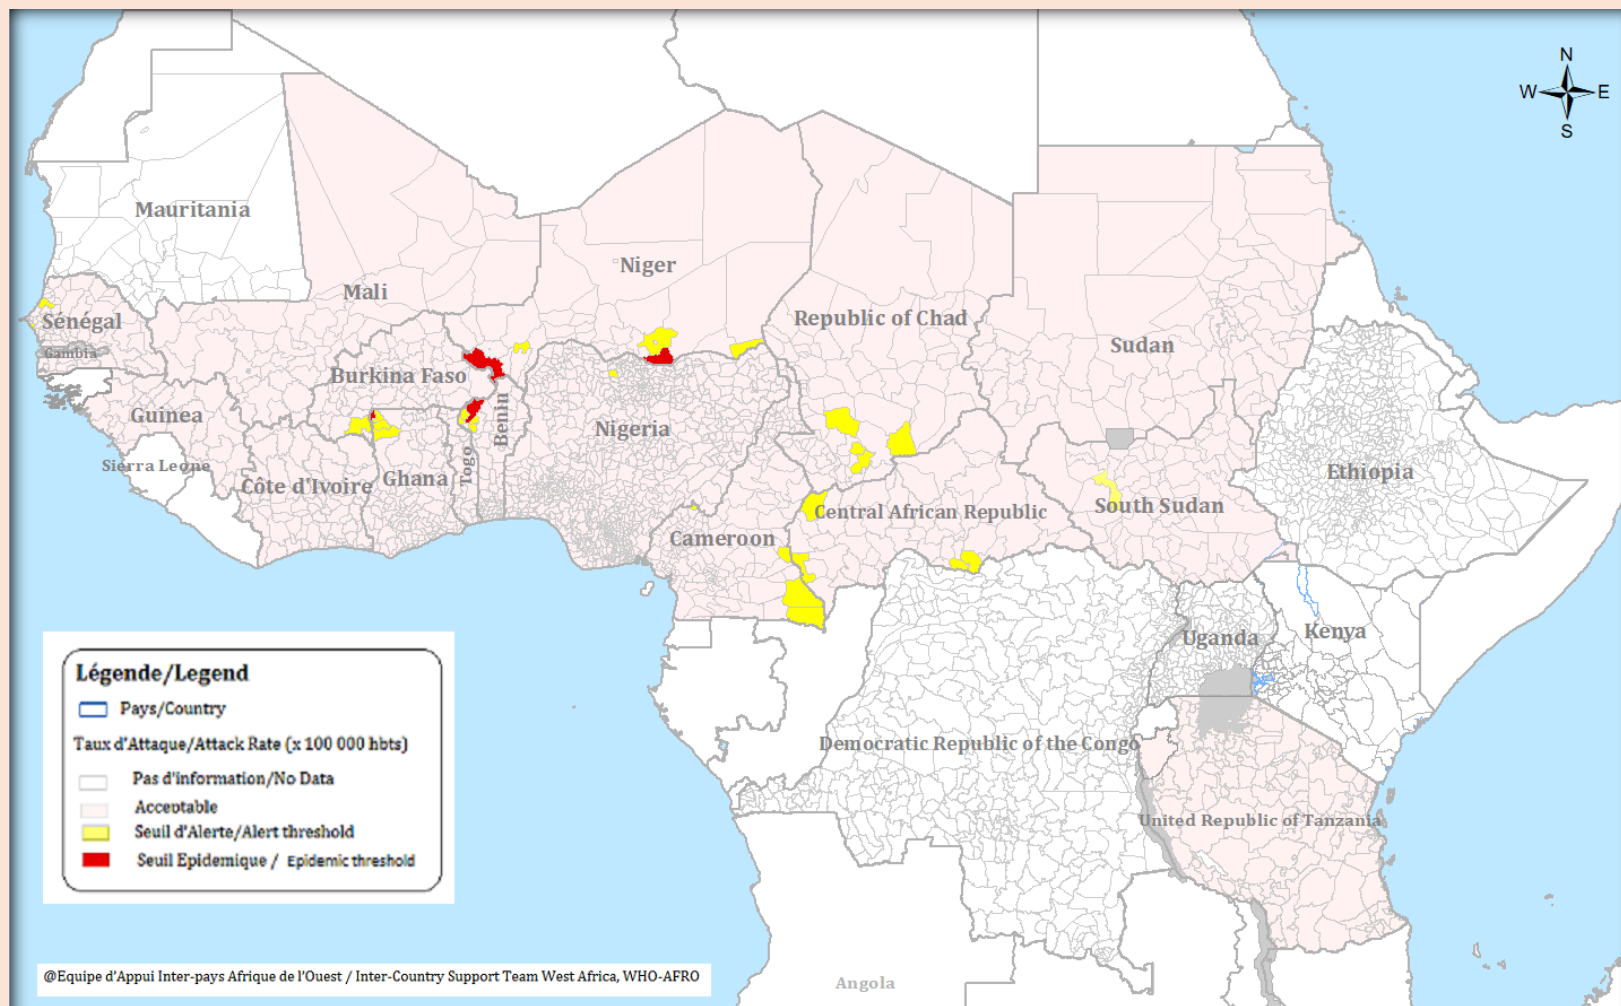 N
W E
S
Mauritania
Niger
Mali
Republic of Chad
Sénégal
Gambia
Sudan
Burkina Faso
Guinea
Benin
Nigeria
Togo
Sierra Leone
Côte d'Ivoire
Ghana
Ethiopia
South Sudan
Central African Republic
Cameroon
Uganda
Kenya
Democratic Republic of the Congo
United Republic of Tanzania
Angola
Légende/Legend
Pays/Country
Taux d'Attaque/Attack Rate (x 100 000 hbts)
Pas d'information/No Data
Acceptable
Seuil d'Alerte/Alert threshold
Seuil Epidemique / Epidemic threshold
@Equipe d'Appui Inter-pays Afrique de l'Ouest / Inter-Country Support Team West Africa, WHO-AFRO